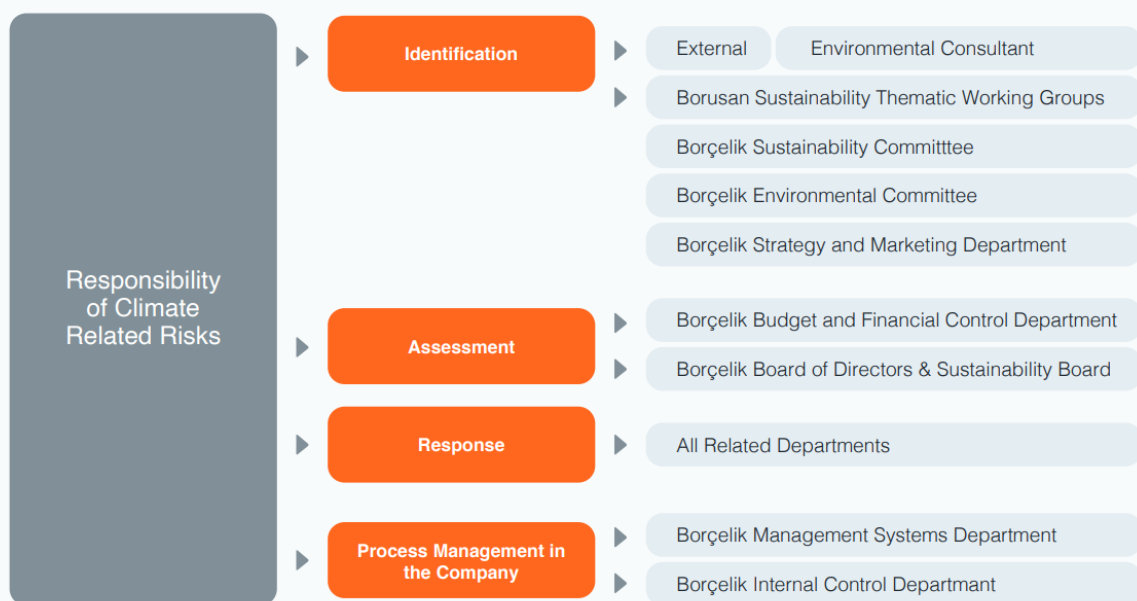 Responsibility
of Climate
Related Risks
Identification
External
Environmental Consultant
Borusan Sustainability Thematic Working Groups
Borçelik Sustainability Committtee
Borçelik Environmental Committee
Borçelik Strategy and Marketing Department
Assessment
Borçelik Budget and Financial Control Department
Borçelik Board of Directors & Sustainability Board
Response
All Related Departments
Process Management in
the Company
Borçelik Management Systems Department
Borçelik Internal Control Departmant